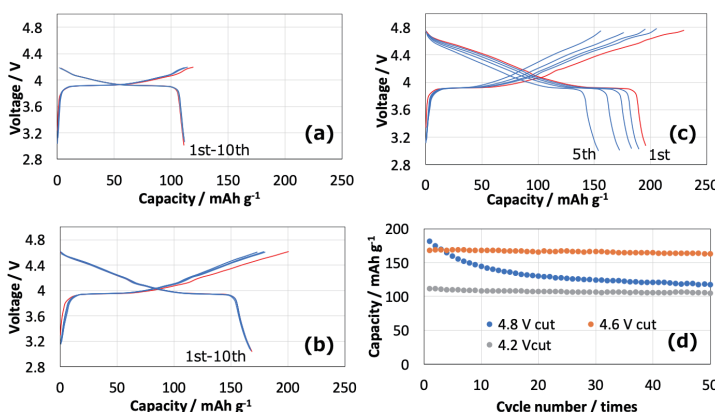 4.8
4.4
4
3.6
3.2
2.8
Voltage / V
0
50
100
150
200
250
Capacity / mAh g-1
1st-10th
(a)
4.8
4.4
4
3.6
3.2
2.8
Voltage / V
0
50
100
150
200
250
Capacity / mAh g-1
5th
1st
(c)
4.8
4.4
4
3.6
3.2
2.8
Voltage / V
0
50
100
150
200
250
Capacity / mAh g-1
1st-10th
(b)
200
150
100
50
0
Capacity / mAh g-1
4.8 V cut
4.6 V cut
4.2 Vcut
(d)
0
10
20
30
40
50
Cycle number / times